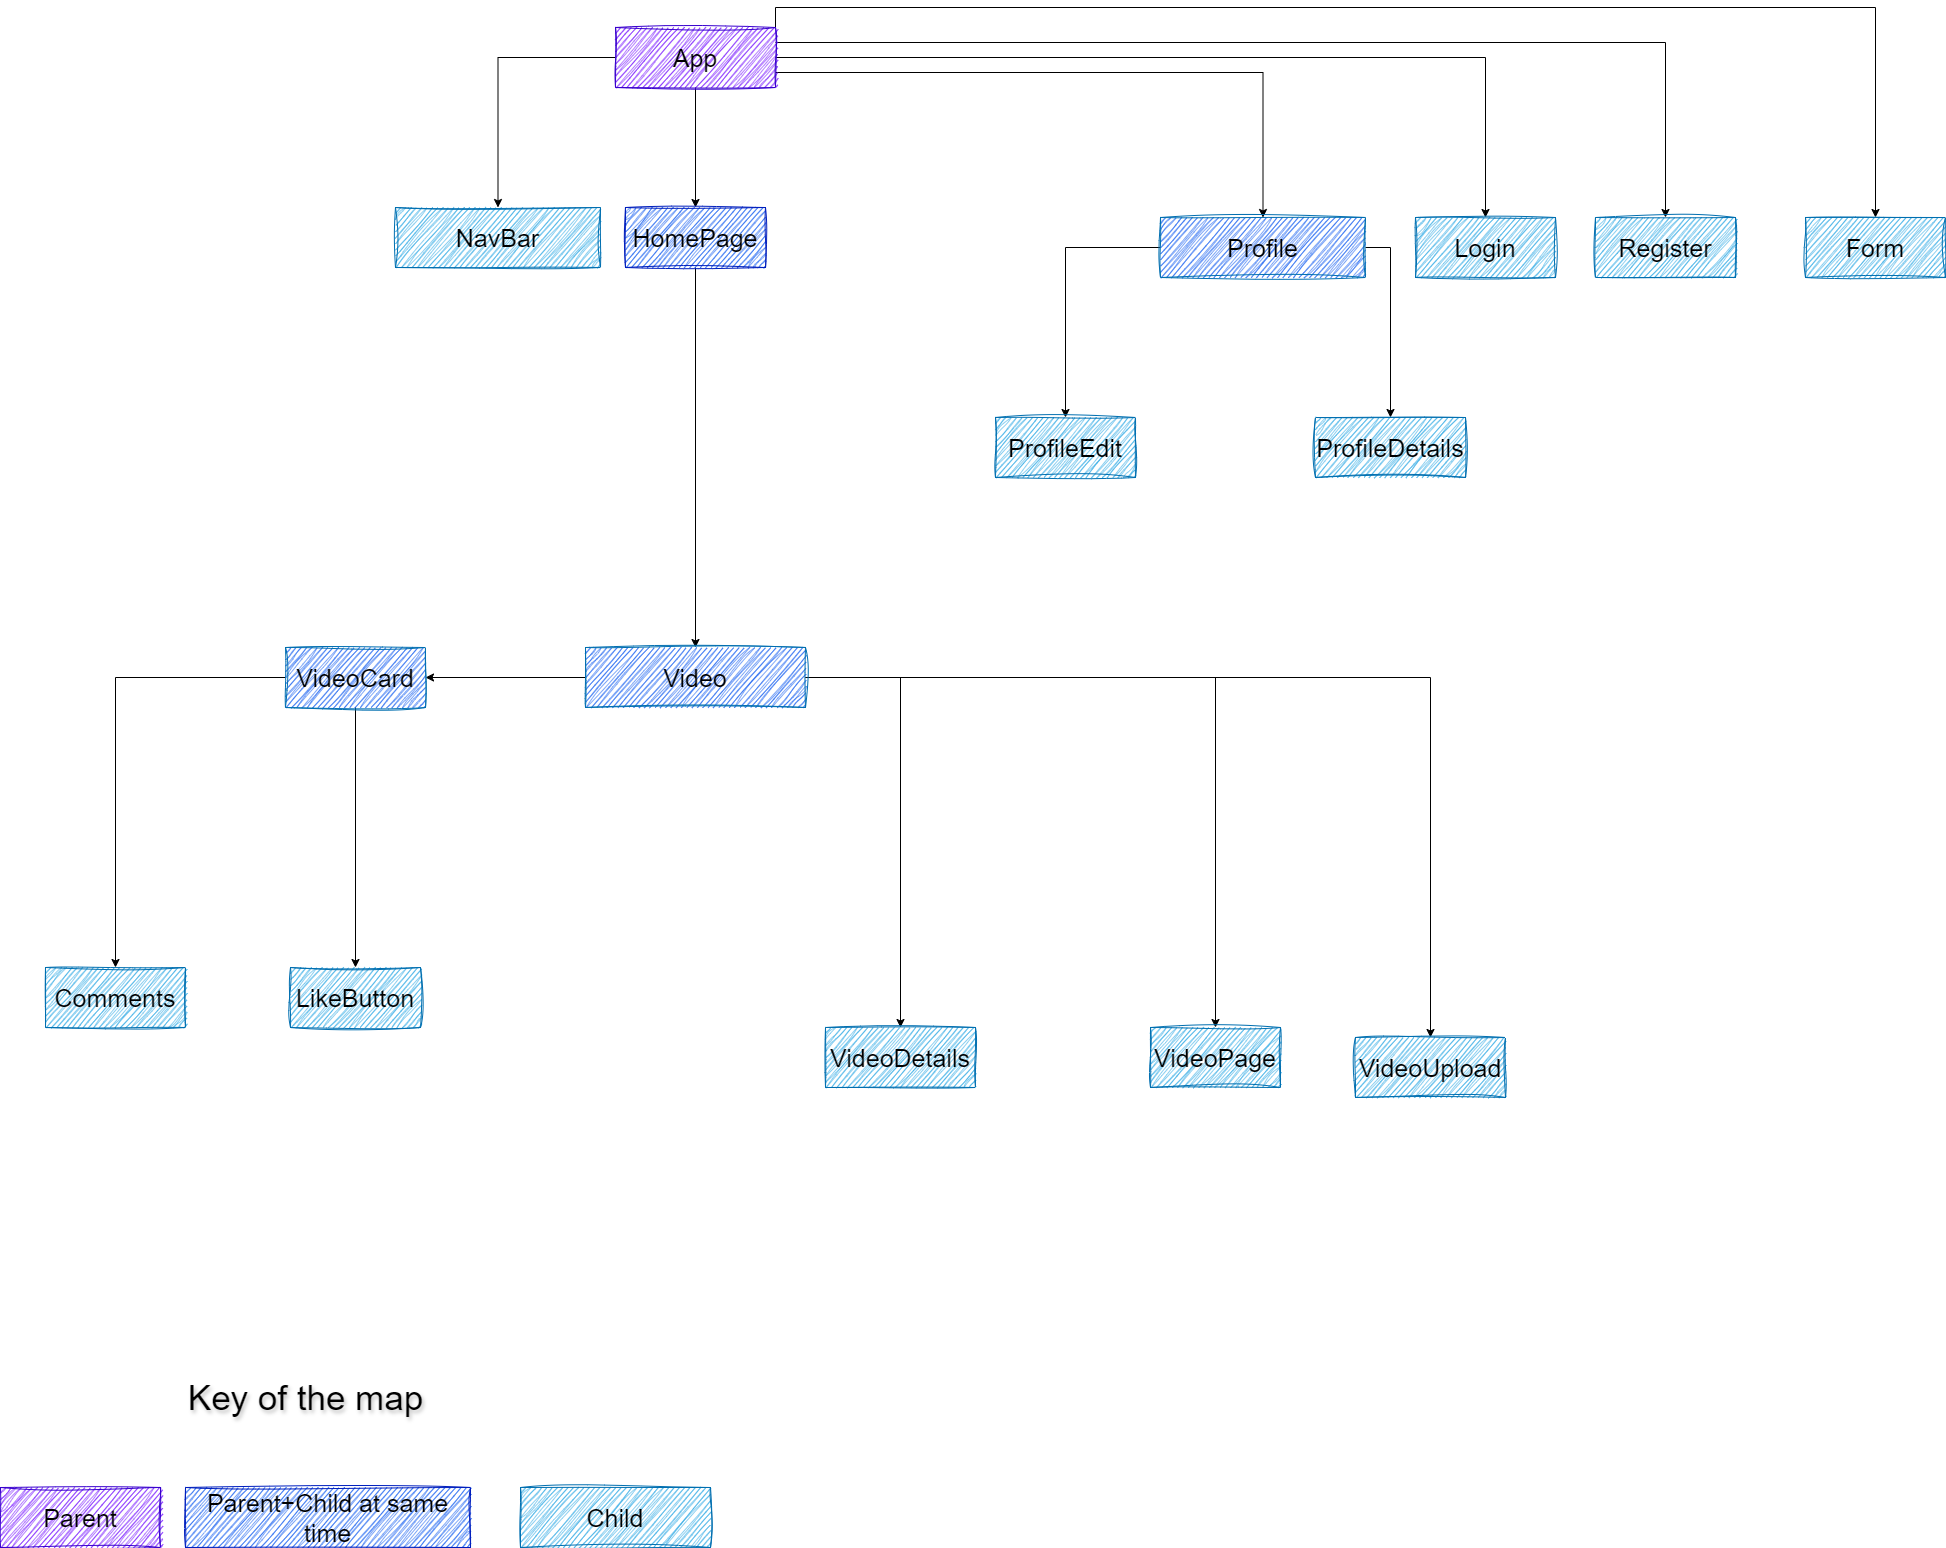 App
NavBar
HomePage
Profile
Login
Register
Form
ProfileEdit
ProfileDetails
VideoCard
Video
Comments
LikeButton
VideoDetails
VideoPage
VideoUpload
Key of the map
Parent
Parent+Child at same
time
Child